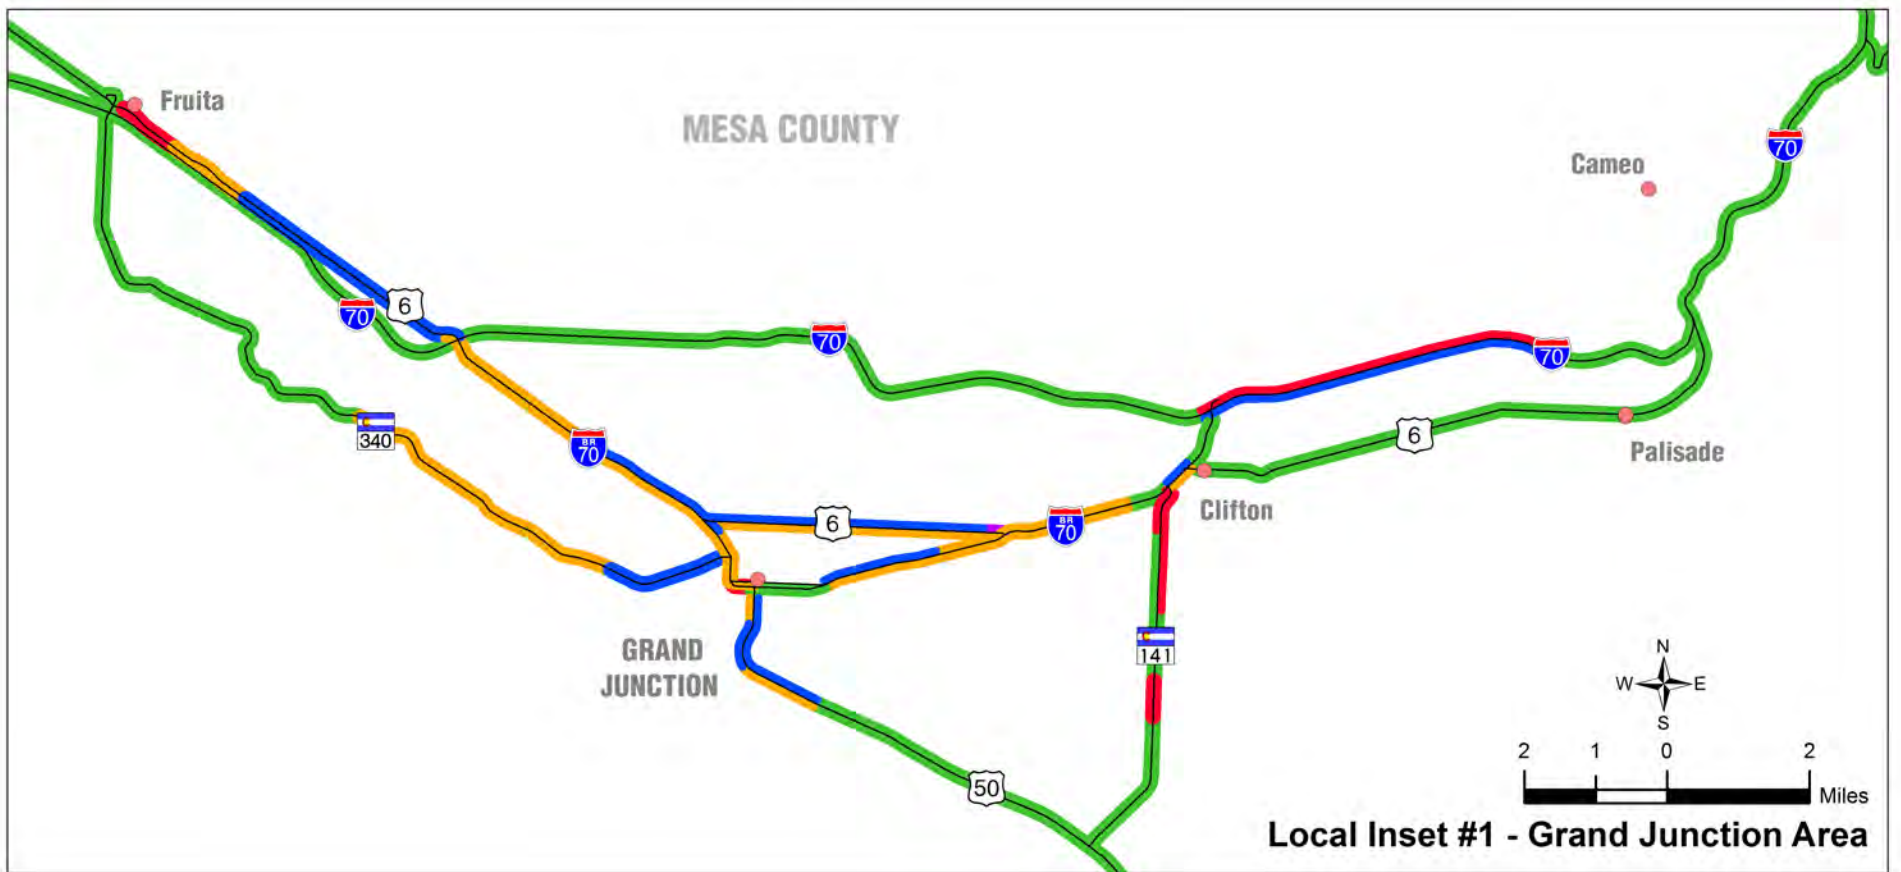 Fruita
MESA COUNTY
70
Cameo
6
70
70
70
340
BR
70
6
Palisade
6
BR
70
Clifton
GRAND
JUNCTION
141
N
W E
S
50
2 1 0 2
Miles
Local Inset #1 - Grand Junction Area